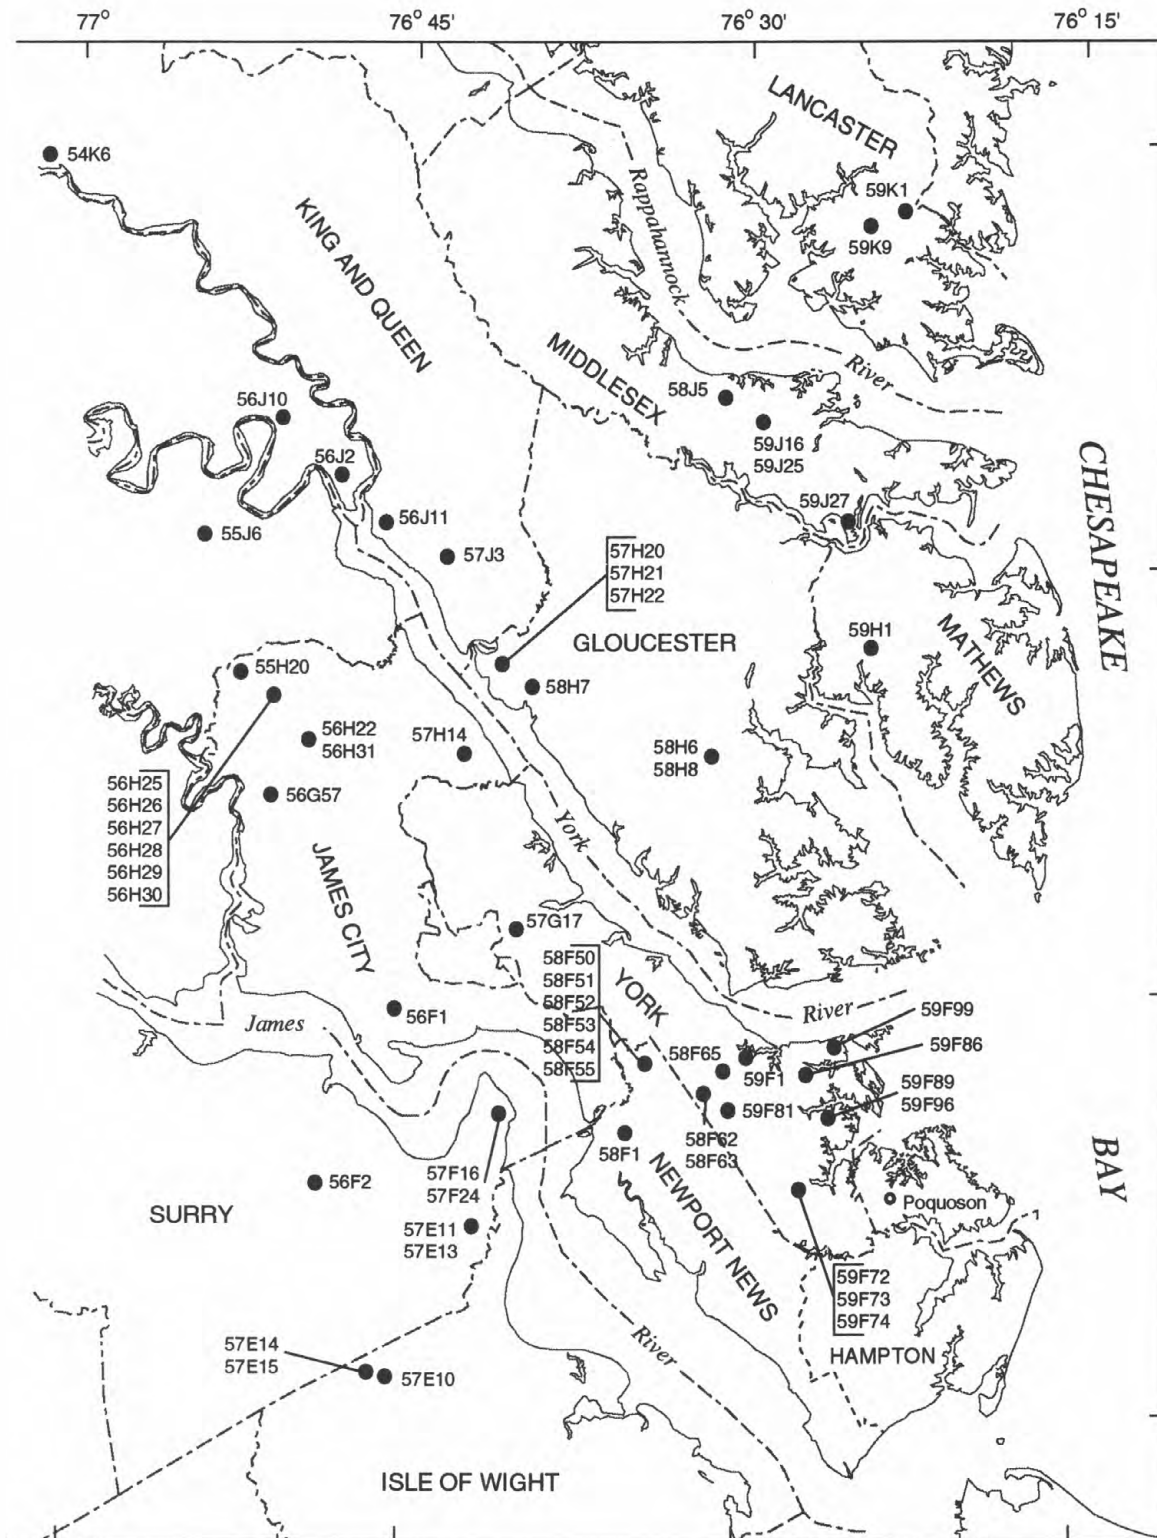 77° 76° 45' 76° 30' 76° 15'
LANCASTER
54K6
59K1
59K9
Rappahannock
River
KING AND QUEEN
MIDDLESEX
58J5
56J10
59J16
59J25
56J2
59J27
56J11
55J6
57J3
CHESAPEAKE
BAY
57H20
57H21
57H22
GLOUCESTER
59H1
MATHEWS
55H20
58H7
56H22
56H31
57H14
58H6
58H8
56H25
56H26
56H27
56H28
56H29
56H30
56G57
York
River
JAMES CITY
57G17
58F50
58F51
58F52
58F53
58F54
58F55
YORK
James
River
56F1
59F99
59F86
58F65
59F1
59F89
59F96
59F81
58F62
58F63
58F1
57F16
57F24
56F2
NEWPORT NEWS
Poquoson
SURRY
57E11
57E13
59F72
59F73
59F74
HAMPTON
57E14
57E15
57E10
ISLE OF WIGHT